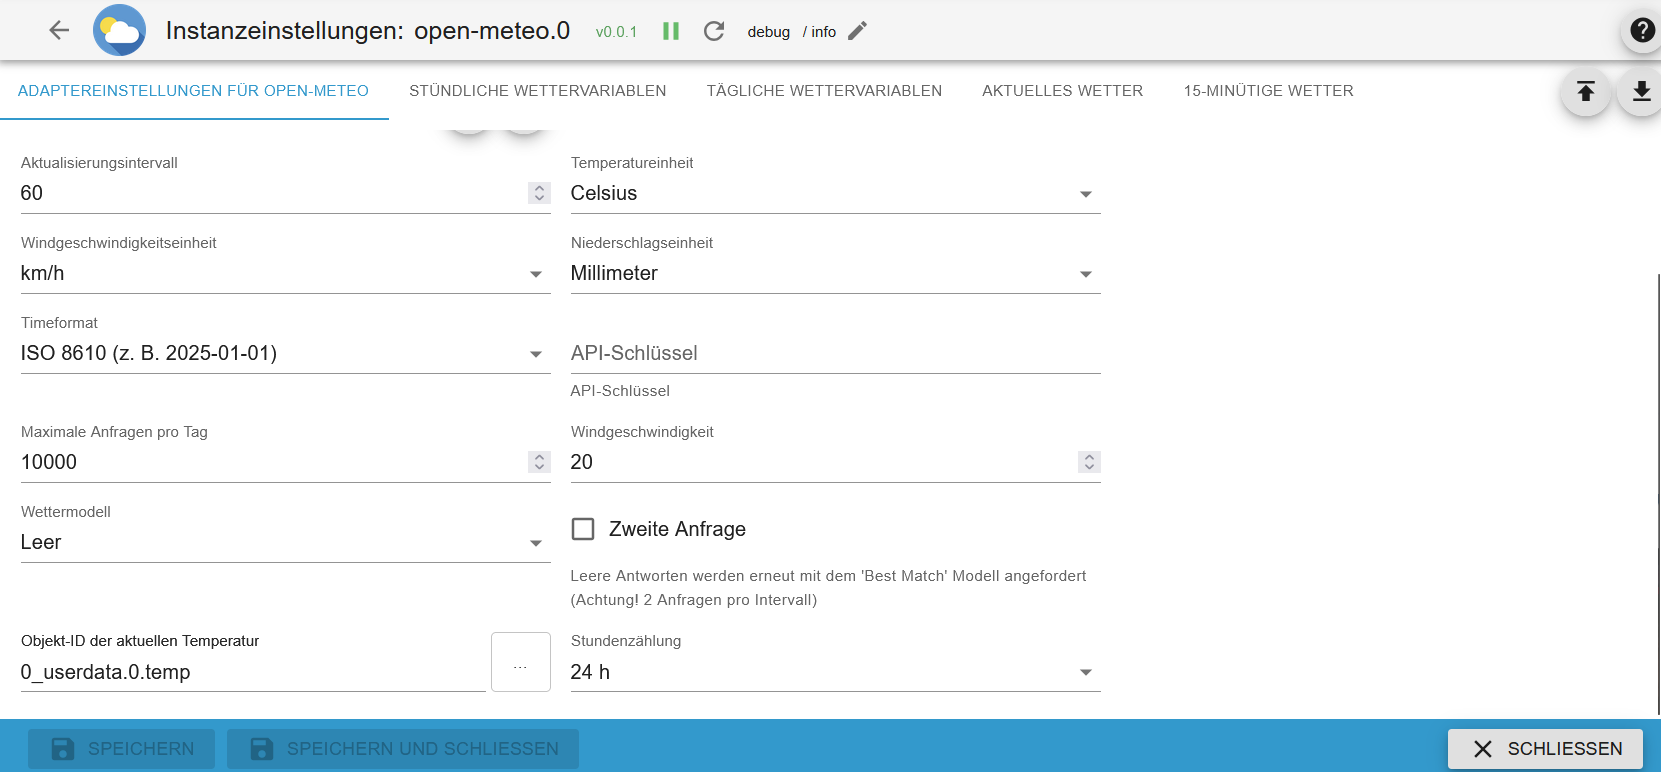 Instanzeinstellungen: open-meteo.0 v0.0.1 debug / info
ADAPTEREINSTELLUNGEN FÜR OPEN-METEO STÜNDLICHE WETTERVARIABLEN TÄGLICHE WETTERVARIABLEN AKTUELLES WETTER 15-MINÜTIGE WETTER
Aktualisierungsintervall
60
Temperatureinheit
Celsius
Windgeschwindigkeitseinheit
km/h
Niederschlagseinheit
Millimeter
Timeformat
ISO 8610 (z. B. 2025-01-01)
API-Schlüssel
API-Schlüssel
Maximale Anfragen pro Tag
10000
Windgeschwindigkeit
20
Wettermodell
Leer
Zweite Anfrage
Leere Antworten werden erneut mit dem 'Best Match' Modell angefordert
(Achtung! 2 Anfragen pro Intervall)
Objekt-ID der aktuellen Temperatur
0_userdata.0.temp
...
Stundenzählung
24 h
SPEICHERN SPEICHERN UND SCHLIESSEN SCHLIESSEN